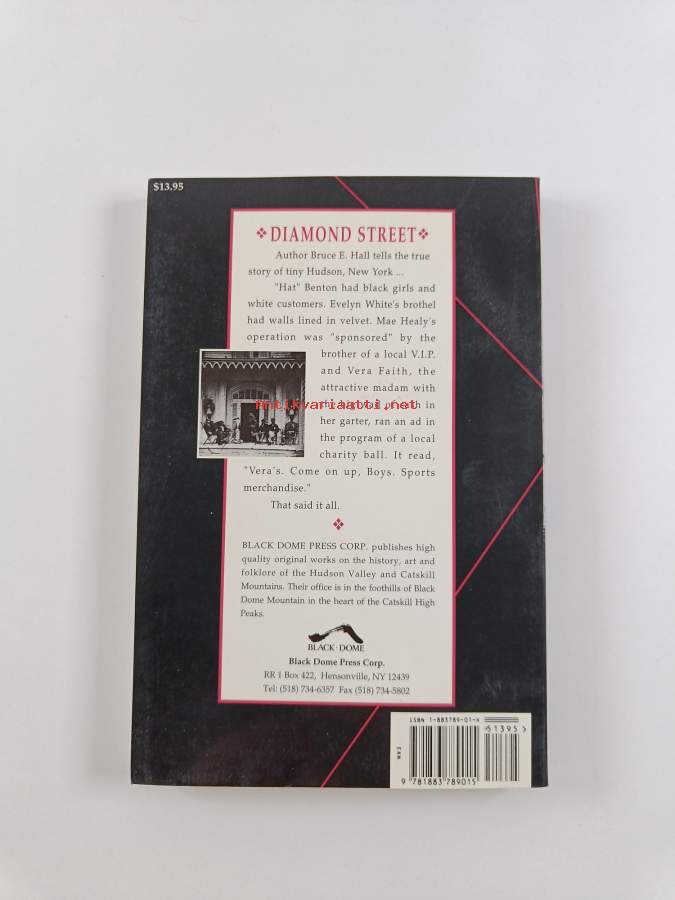 $13.95
❖DIAMOND STREET❖
Author Bruce E. Hall tells the true
story of tiny Hudson, New York ...
"Hat" Benton had black girls and
white customers. Evelyn White's brothel
had walls lined in velvet. Mae Healy's
operation was "sponsored" by the
brother of a local V.I.P.
and Vera Faith, the
attractive madam with
antikvariaatti.net
in
her garter, ran an ad in
the program of a local
charity ball. It read,
"Vera's. Come on up, Boys. Sports
merchandise."
That said it all.
❖
BLACK DOME PRESS CORP. publishes high
quality original works on the history, art and
folklore of the Hudson Valley and Catskill
Mountains. Their office is in the foothills of Black
Dome Mountain in the heart of the Catskill High
Peaks.
BLACK·DOME
Black Dome Press Corp.
RR 1 Box 422, Hensonville, NY 12439
Tel: (518) 734-6357 Fax (518) 734-5802
ISBN 1-883789-01-X
51395>
EAN
9 781883 789015